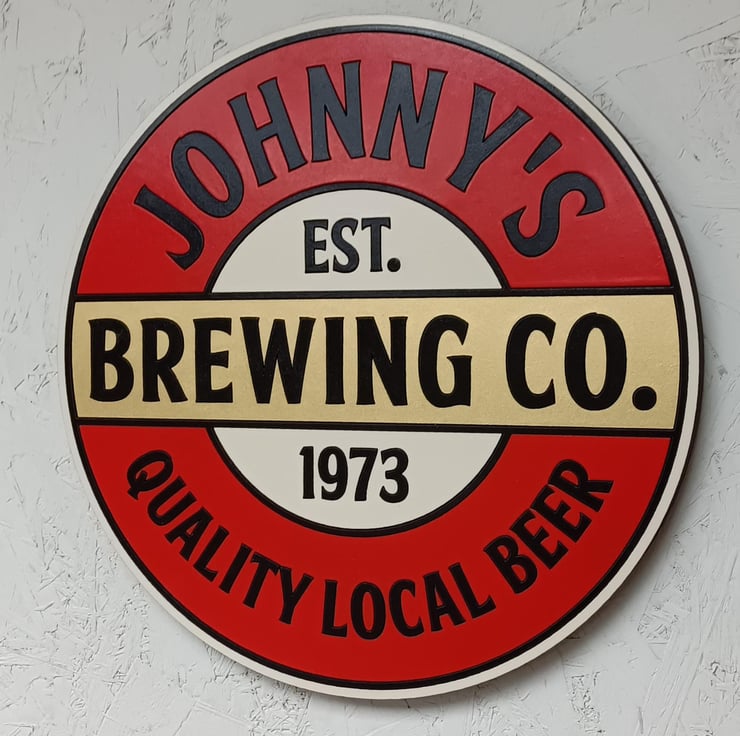 JOHNNY'S
EST.
BREWING CO.
1973
QUALITY LOCAL BEER